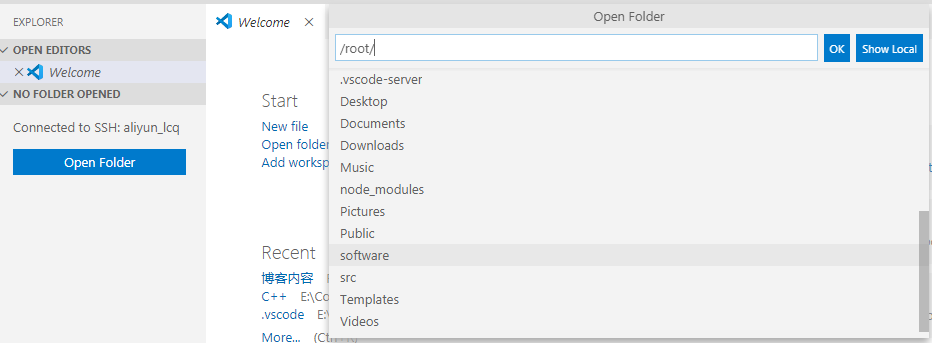 EXPLORER
OPEN EDITORS
Welcome
NO FOLDER OPENED
Connected to SSH: aliyun_lcq
Open Folder
Welcome
Start
New file
Open folder
Add worksp
Recent
博客内容
C++ E:\Co
.vscode E:\
More... (Ctrl+R)
Open Folder
/root/
OK
Show Local
.vscode-server
Desktop
Documents
Downloads
Music
node_modules
Pictures
Public
software
src
Templates
Videos